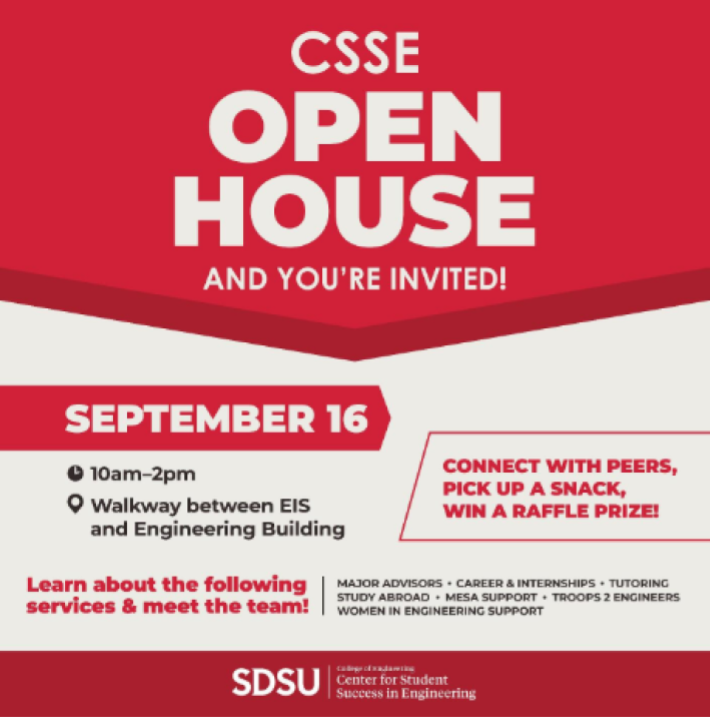 CSSE
OPEN
HOUSE
AND YOU'RE INVITED!
SEPTEMBER 16
10am–2pm
Walkway between EIS
and Engineering Building
CONNECT WITH PEERS,
PICK UP A SNACK,
WIN A RAFFLE PRIZE!
Learn about the following
services & meet the team!
MAJOR ADVISORS • CAREER & INTERNSHIPS • TUTORING
STUDY ABROAD • MESA SUPPORT • TROOPS 2 ENGINEERS
WOMEN IN ENGINEERING SUPPORT
SDSU
College of Engineering
Center for Student
Success in Engineering